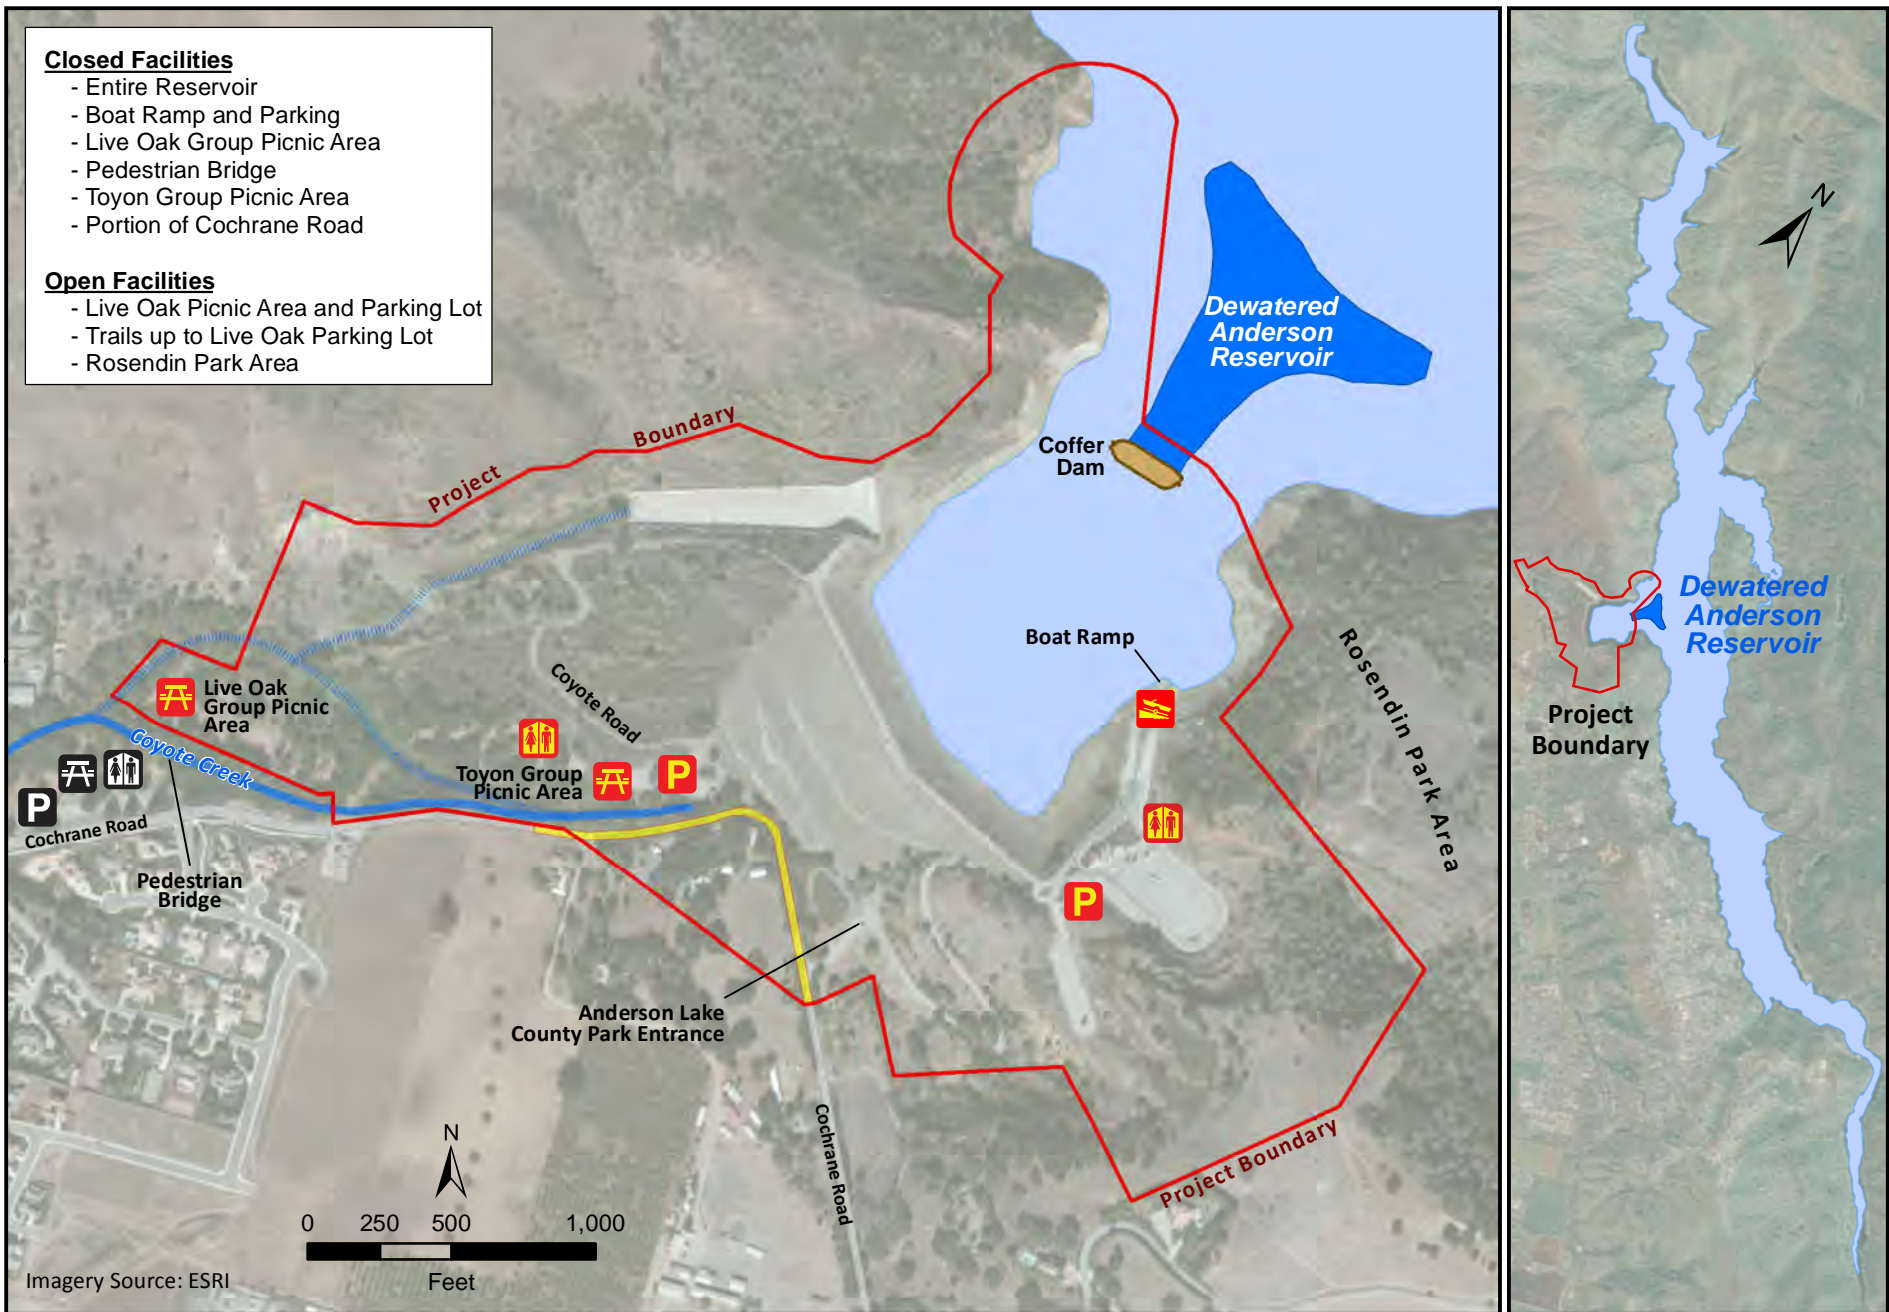 Closed Facilities
- Entire Reservoir
- Boat Ramp and Parking
- Live Oak Group Picnic Area
- Pedestrian Bridge
- Toyon Group Picnic Area
- Portion of Cochrane Road
Open Facilities
- Live Oak Picnic Area and Parking Lot
- Trails up to Live Oak Parking Lot
- Rosendin Park Area
Project Boundary
Dewatered
Anderson
Reservoir
Coffer
Dam
Boat Ramp
Rosendin Park Area
Live Oak
Group Picnic
Area
Coyote Road
Coyote Creek
Toyon Group
Picnic Area
P
P
Cochrane Road
Pedestrian
Bridge
P
Anderson Lake
County Park Entrance
Cochrane Road
Project Boundary
N
0 250 500 1,000
Feet
Imagery Source: ESRI
N
Dewatered
Anderson
Reservoir
Project
Boundary